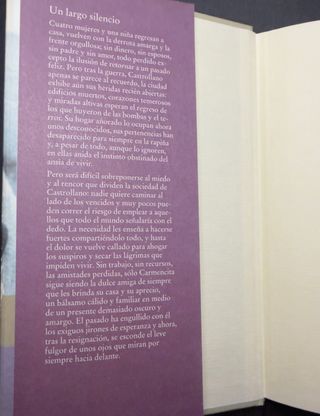 Un largo silencio
Cuatro mujeres y una niña regresan a
casa, vuelven con la derrota amarga y la
frente orgullosa; sin dinero, sin esposos,
sin padre y sin amor, todo perdido ex-
cepto la ilusión de retornar a un pasado
feliz. Pero tras la guerra, Castrollano
apenas se parece al recuerdo, la ciudad
exhibe aún sus heridas recién abiertas:
edificios muertos, corazones temerosos
y miradas altivas esperan el regreso de
los que huyeron de las bombas y el te-
rror. Su hogar añorado lo ocupan ahora
unos desconocidos, sus pertenencias han
desaparecido para siempre en la rapiña
y, a pesar de todo, aunque lo ignoren,
en ellas anida el instinto obstinado del
ansia de vivir.
Pero será difícil sobreponerse al miedo
y al rencor que dividen la sociedad de
Castrollano: nadie quiere caminar al
lado de los vencidos y muy pocos pue-
den correr el riesgo de emplear a aque-
llos que todo el mundo señalaría con el
dedo. La necesidad les enseña a hacerse
fuertes compartiéndolo todo, y hasta
el dolor se vuelve callado para ahogar
los suspiros y secar las lágrimas que
impiden vivir. Sin trabajo, sin recursos,
las amistades perdidas, sólo Carmencita
sigue siendo la dulce amiga de siempre
que les brinda su casa y su aprecio,
un bálsamo cálido y familiar en medio
de un presente demasiado oscuro y
amargo. El pasado ha engullido con él
los exiguos jirones de esperanza y ahora,
tras la resignación, se esconde el leve
fulgor de unos ojos que miran por
siempre hacia delante.